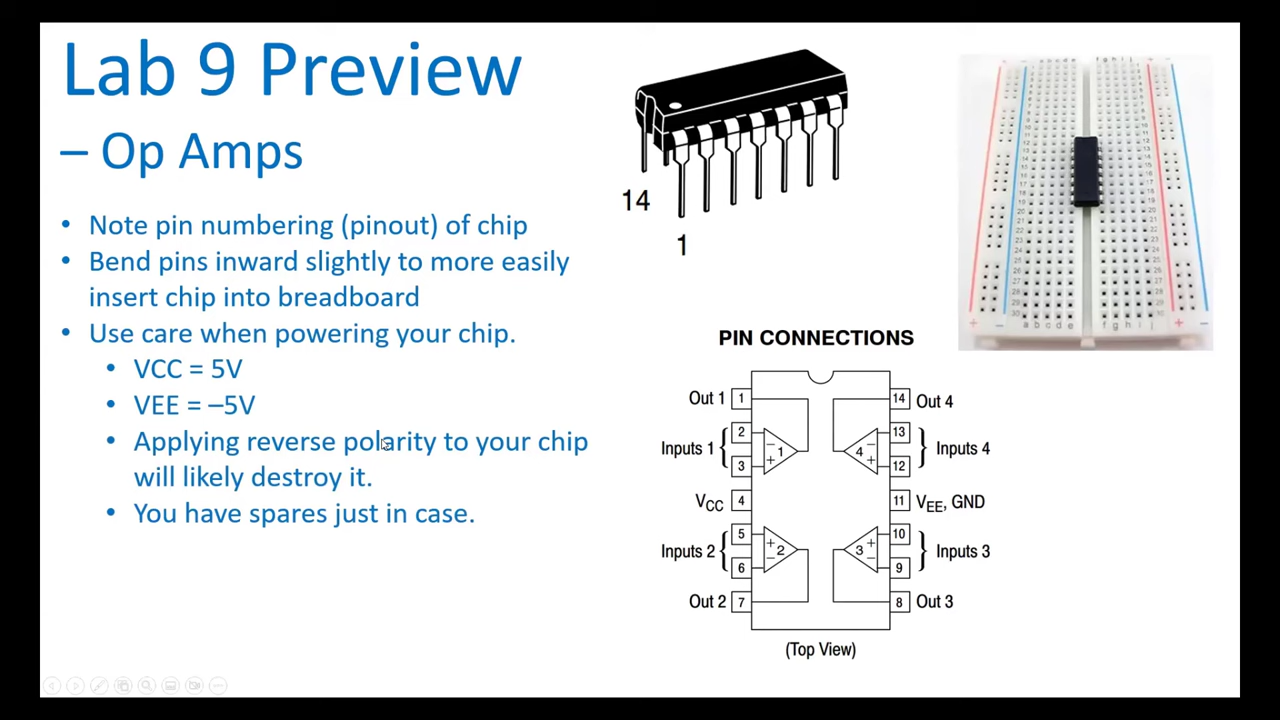 Lab 9 Preview
– Op Amps
• Note pin numbering (pinout) of chip
• Bend pins inward slightly to more easily
insert chip into breadboard
• Use care when powering your chip.
• VCC = 5V
• VEE = –5V
• Applying reverse polarity to your chip
will likely destroy it.
• You have spares just in case.
14
1
PIN CONNECTIONS
Out 1 1 14 Out 4
2 13
Inputs 1 − + 1 4 − + Inputs 4
3 12
VCC 4 11 VEE, GND
5 10
Inputs 2 + − 2 3 + − Inputs 3
6 9
Out 2 7 8 Out 3
(Top View)
a b c d e f g h i j
+ − + −